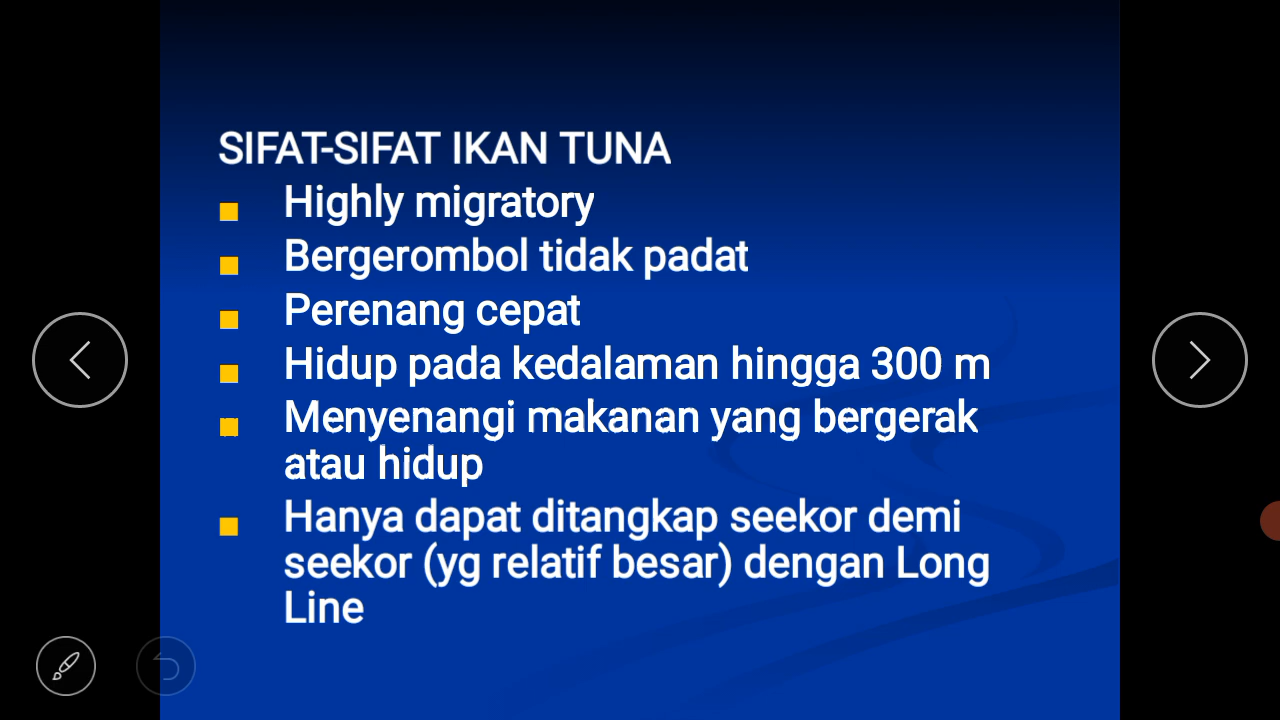 SIFAT-SIFAT IKAN TUNA
Highly migratory
Bergerombol tidak padat
Perenang cepat
Hidup pada kedalaman hingga 300 m
Menyenangi makanan yang bergerak
atau hidup
Hanya dapat ditangkap seekor demi
seekor (yg relatif besar) dengan Long
Line